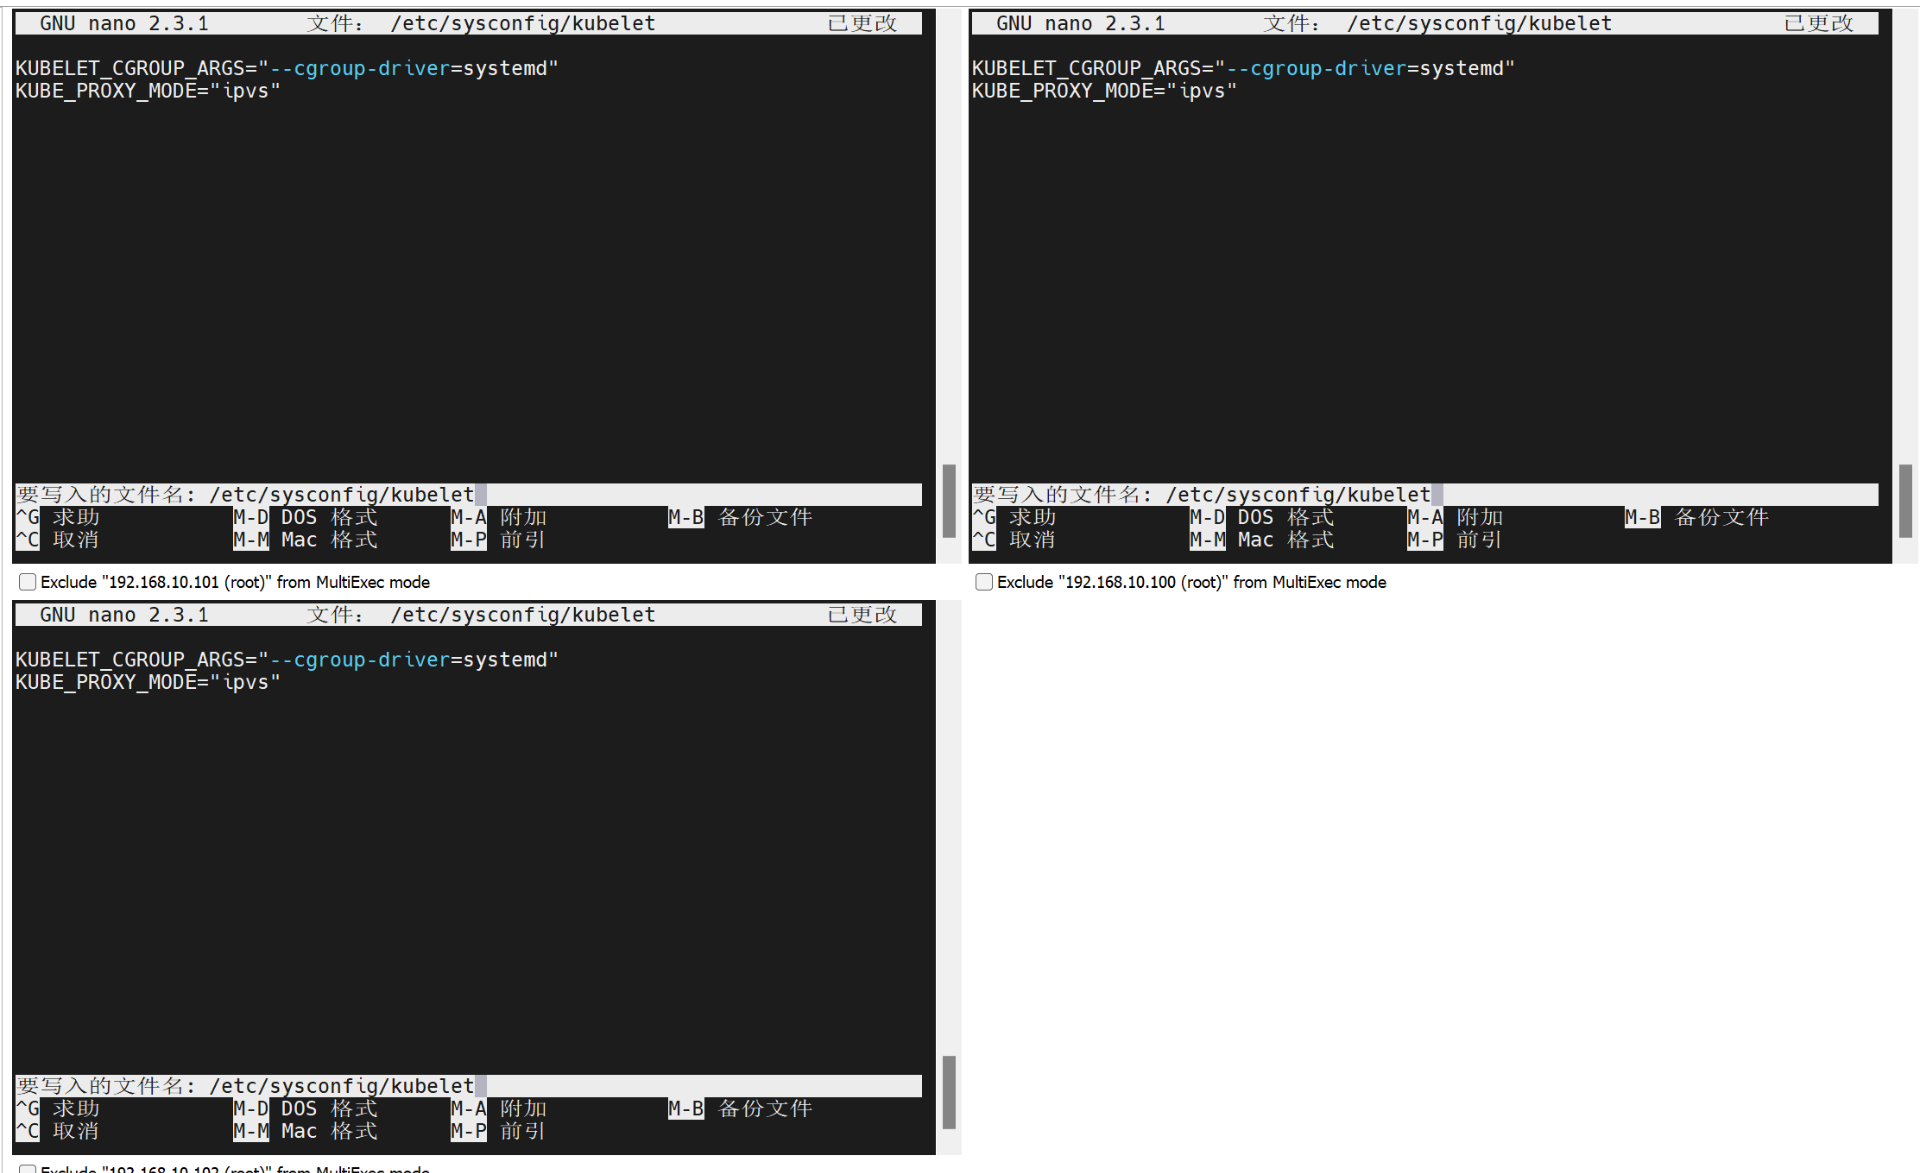 GNU nano 2.3.1 文件: /etc/sysconfig/kubelet 已更改
KUBELET_CGROUP_ARGS="--cgroup-driver=systemd"
KUBE_PROXY_MODE="ipvs"
要写入的文件名: /etc/sysconfig/kubelet
^G 求助 M-D DOS 格式 M-A 附加 M-B 备份文件
^C 取消 M-M Mac 格式 M-P 前引
Exclude "192.168.10.101 (root)" from MultiExec mode
GNU nano 2.3.1 文件: /etc/sysconfig/kubelet 已更改
KUBELET_CGROUP_ARGS="--cgroup-driver=systemd"
KUBE_PROXY_MODE="ipvs"
要写入的文件名: /etc/sysconfig/kubelet
^G 求助 M-D DOS 格式 M-A 附加 M-B 备份文件
^C 取消 M-M Mac 格式 M-P 前引
Exclude "192.168.10.100 (root)" from MultiExec mode
GNU nano 2.3.1 文件: /etc/sysconfig/kubelet 已更改
KUBELET_CGROUP_ARGS="--cgroup-driver=systemd"
KUBE_PROXY_MODE="ipvs"
要写入的文件名: /etc/sysconfig/kubelet
^G 求助 M-D DOS 格式 M-A 附加 M-B 备份文件
^C 取消 M-M Mac 格式 M-P 前引
Exclude "192.168.10.102 (root)" from MultiExec mode